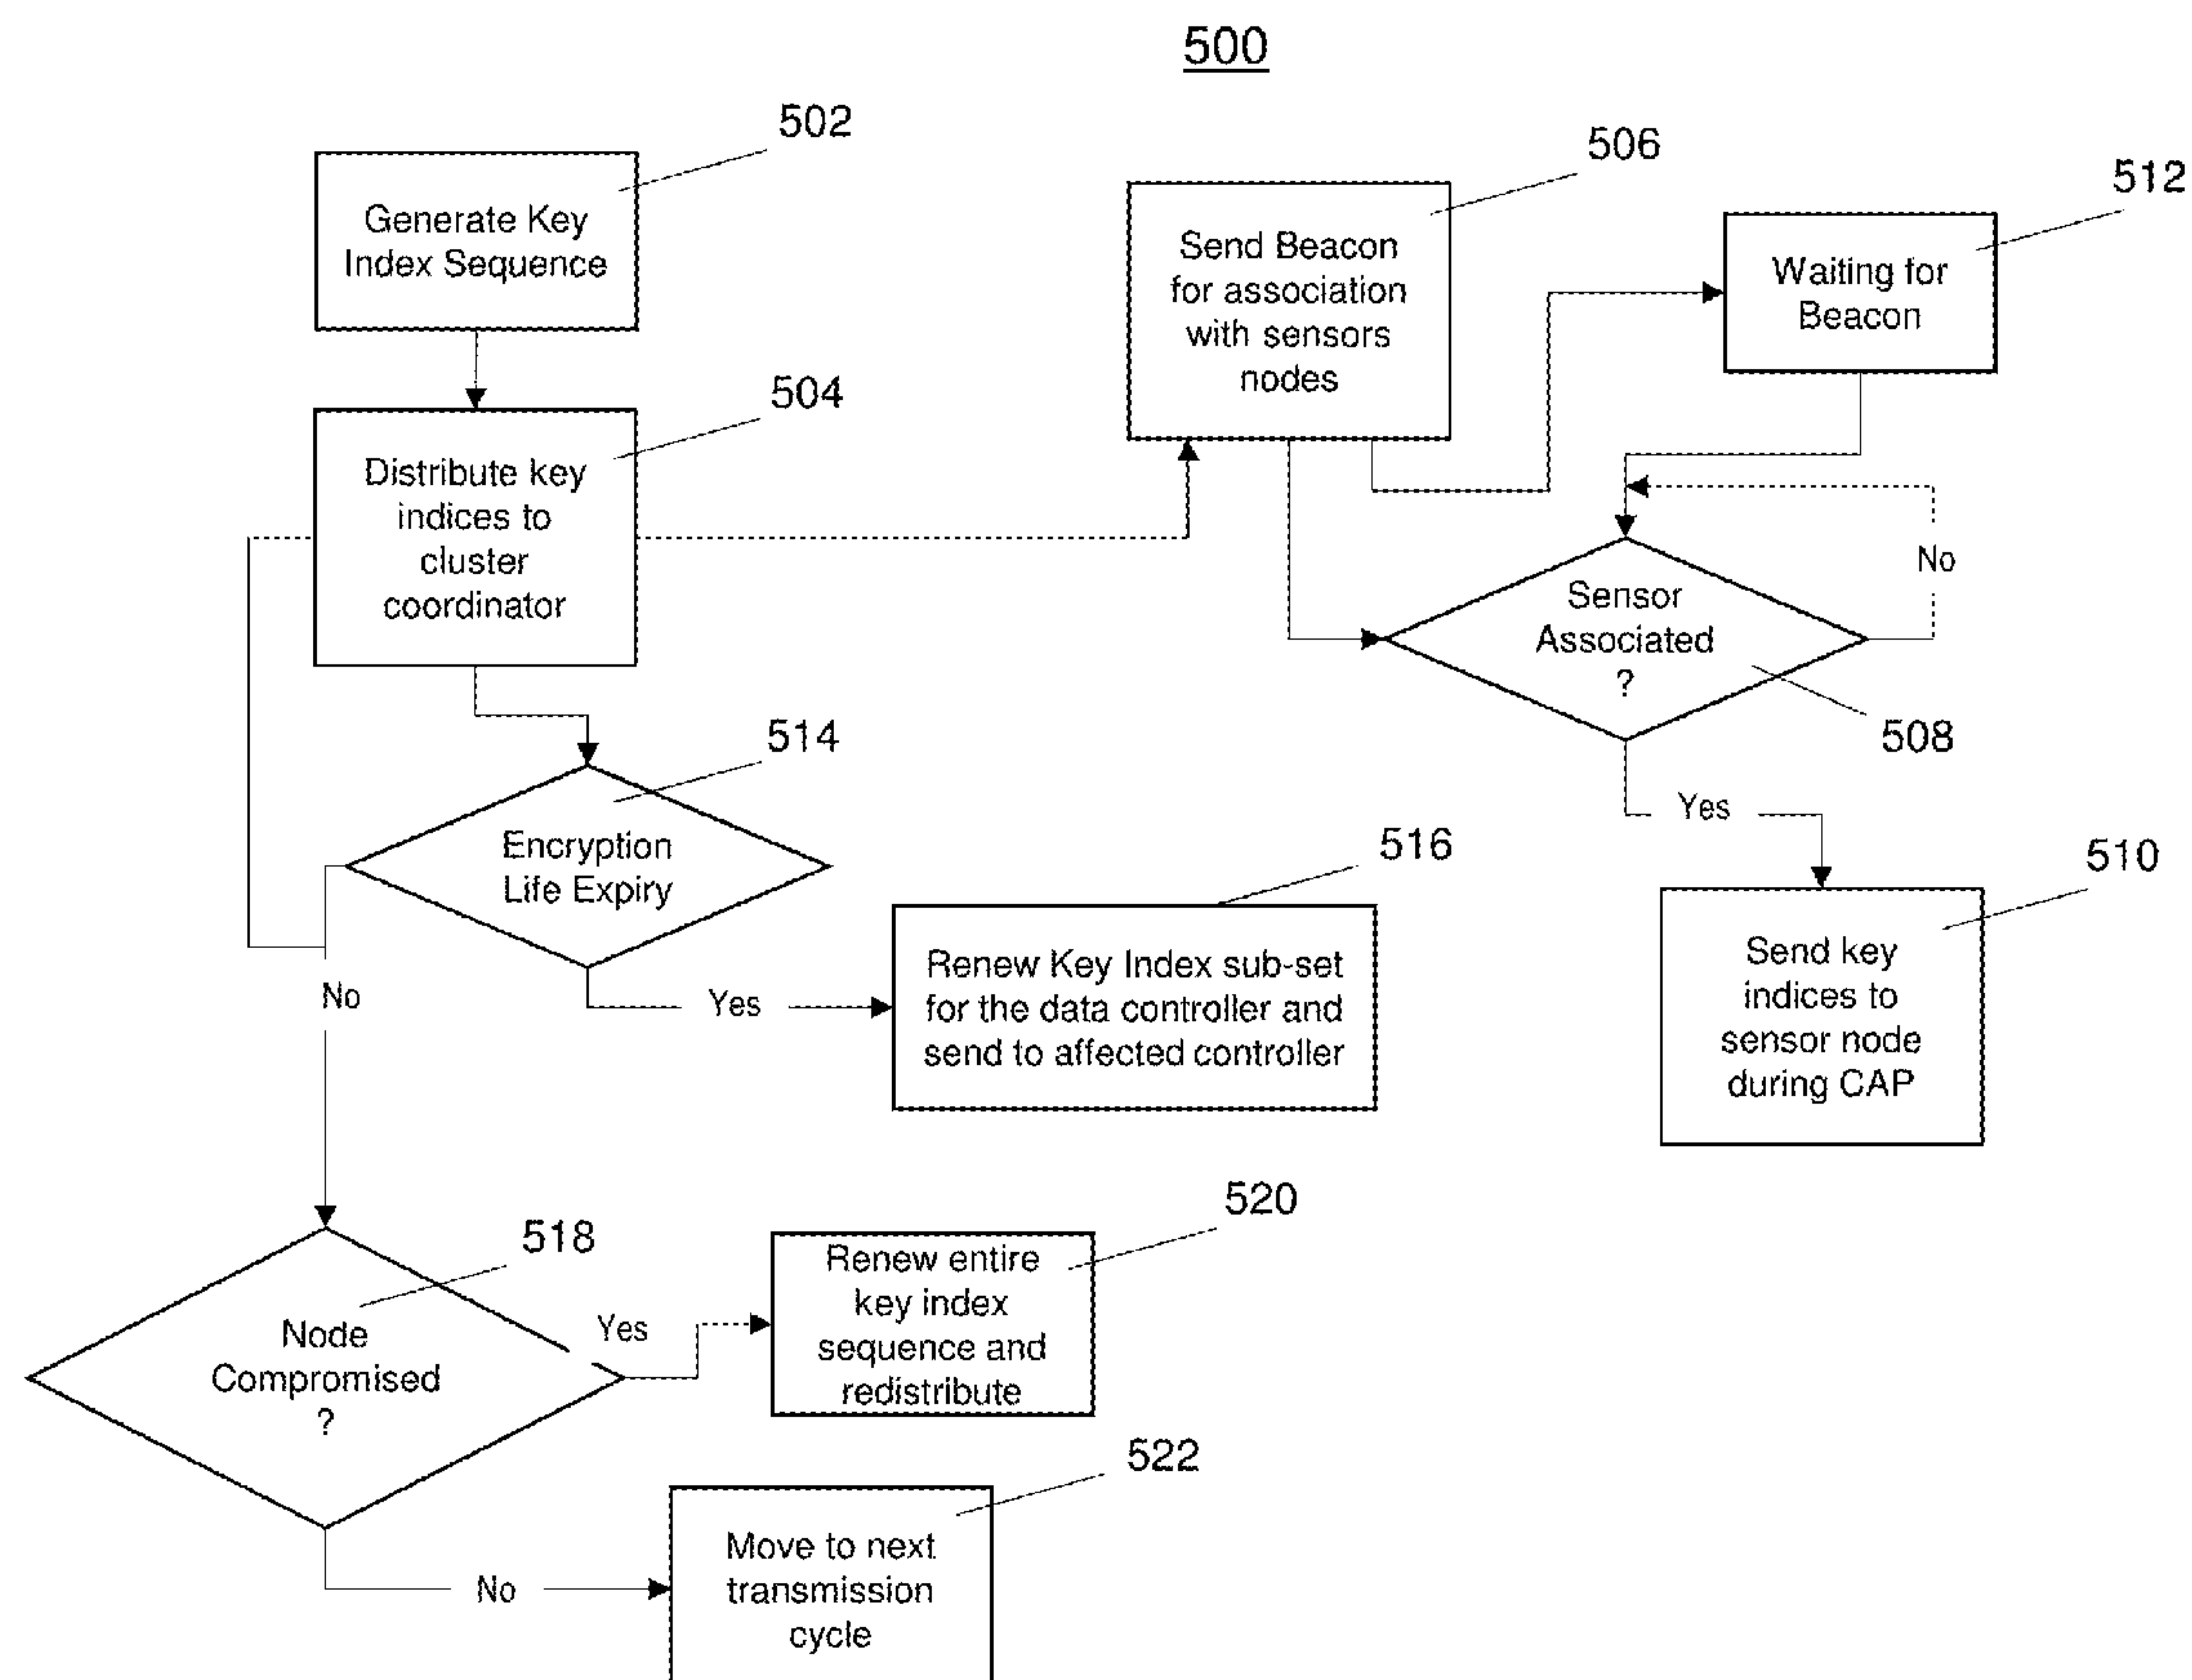 500
502
Generate Key
Index Sequence
504
Distribute key
indices to
cluster
coordinator
506
Send Beacon
for association
with sensors
nodes
512
Waiting for
Beacon
No
Sensor
Associated
?
508
Yes
510
Send key
indices to
sensor node
during CAP
514
Encryption
Life Expiry
No
Yes
516
Renew Key Index sub-set
for the data controller and
send to affected controller
518
Node
Compromised
?
Yes
520
Renew entire
key index
sequence and
redistribute
No
522
Move to next
transmission
cycle